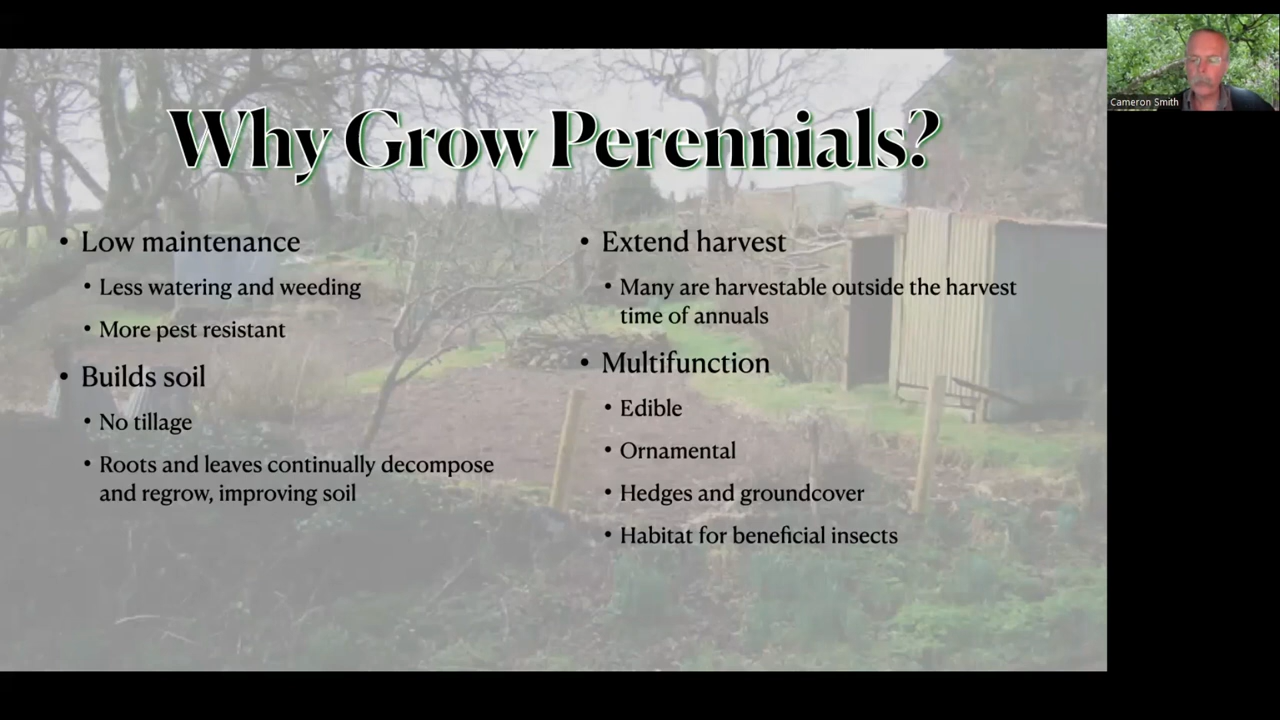 Why Grow Perennials?
• Low maintenance
• Less watering and weeding
• More pest resistant
• Builds soil
• No tillage
• Roots and leaves continually decompose
and regrow, improving soil
• Extend harvest
• Many are harvestable outside the harvest
time of annuals
• Multifunction
• Edible
• Ornamental
• Hedges and groundcover
• Habitat for beneficial insects
Cameron Smith